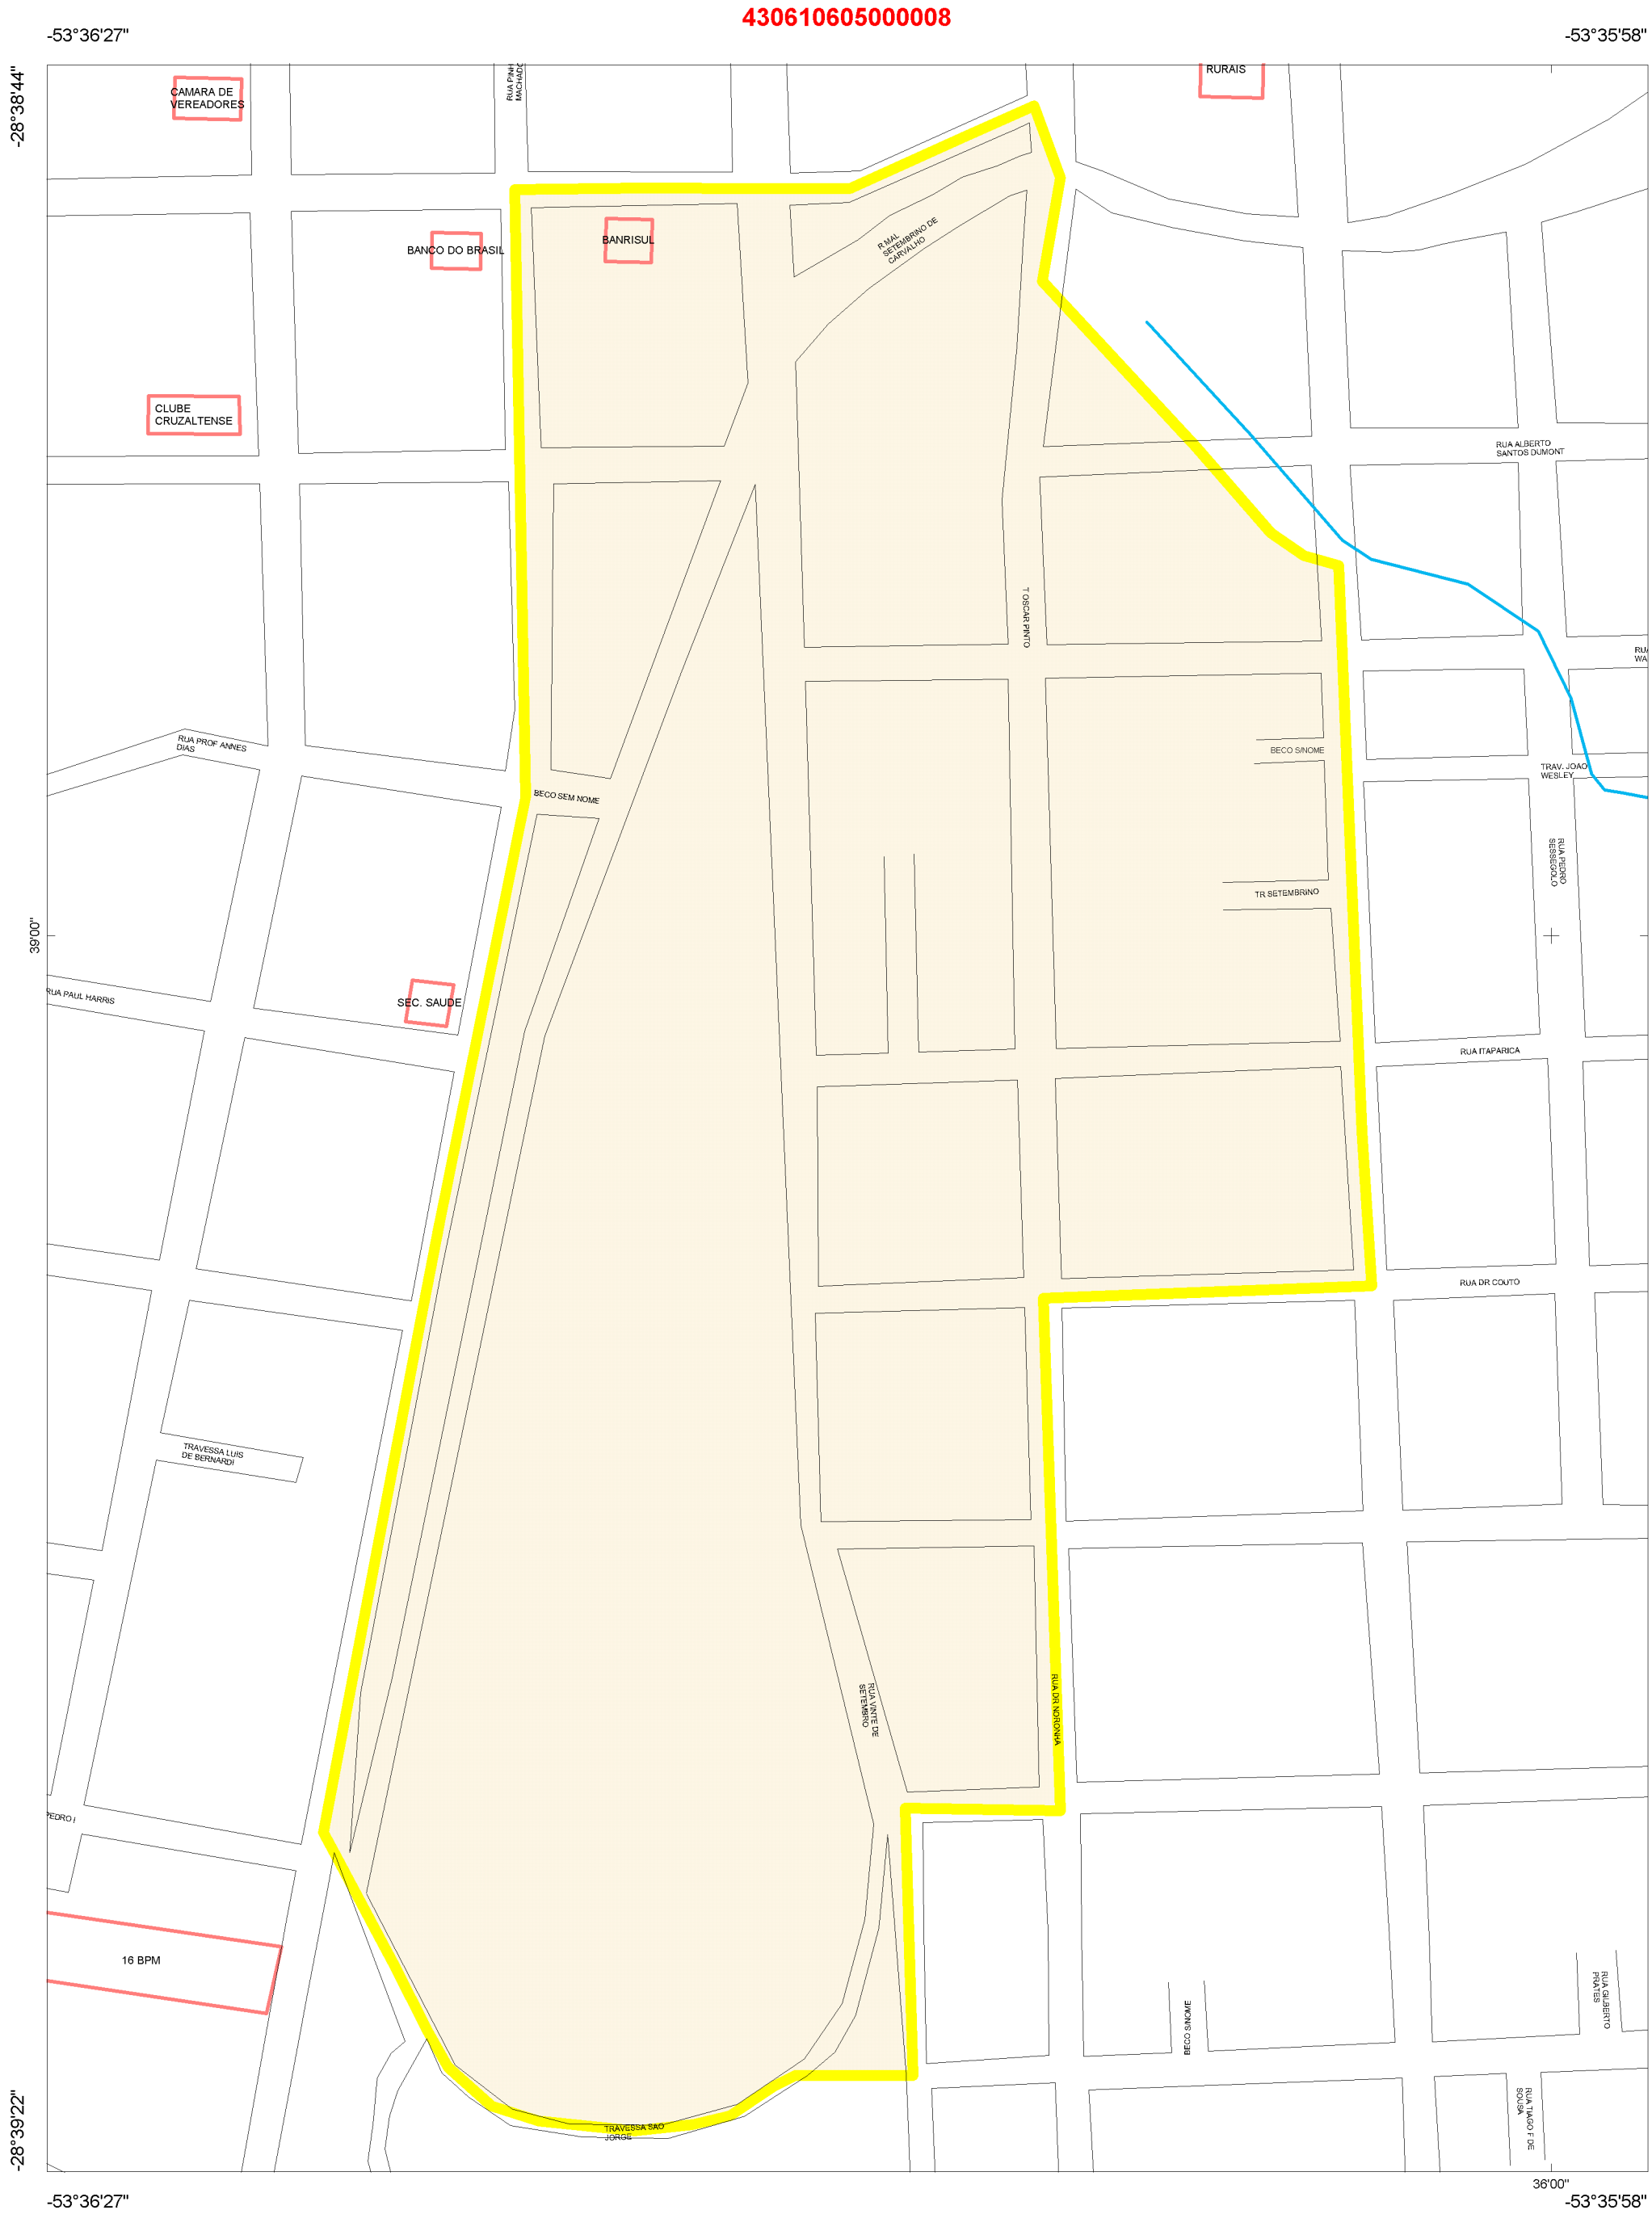 430610605000008
-53°36'27"
-53°35'58"
-28°38'44"
RUA PINH
MACHADO
RURAIS
CAMARA DE
VEREADORES
BANCO DO BRASIL
BANRISUL
R MAL
SETEMBRINO DE
CARVALHO
CLUBE
CRUZALTENSE
RUA ALBERTO
SANTOS DUMONT
T OSCAR PINTO
RUA
WA
RUA PROF ANNES
DIAS
BECO S/NOME
TRAV. JOAO
WESLEY
BECO SEM NOME
RUA PEDRO
SESSEGOLO
TR SETEMBRINO
39'00"
RUA PAUL HARRIS
SEC. SAUDE
RUA ITAPARICA
RUA DR COUTO
TRAVESSA LUIS
DE BERNARDI
RUA VINTE DE
SETEMBRO
RUA DR NORONHA
PEDRO I
16 BPM
BECO S/NOME
RUA GILBERTO
PRATES
RUA TIAGO F DE
SOUSA
TRAVESSA SAO
JORGE
-28°39'22"
36'00"
-53°36'27"
-53°35'58"